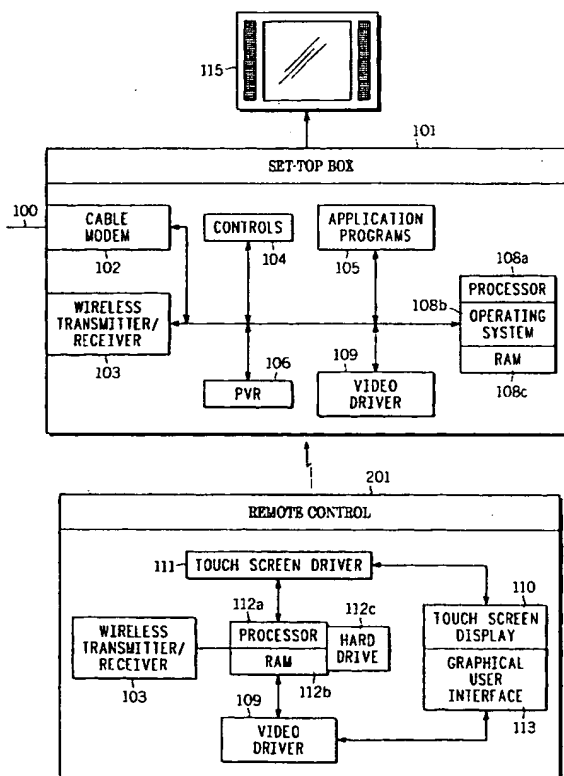 115
101
SET-TOP BOX
100
CABLE
MODEM
102
CONTROLS
104
APPLICATION
PROGRAMS
105
108a
PROCESSOR
108b
OPERATING
SYSTEM
RAM
108c
WIRELESS
TRANSMITTER/
RECEIVER
103
106
PVR
109
VIDEO
DRIVER
201
REMOTE CONTROL
111
TOUCH SCREEN DRIVER
112a
PROCESSOR
RAM
112b
112c
HARD
DRIVE
110
TOUCH SCREEN
DISPLAY
GRAPHICAL
USER
INTERFACE
113
WIRELESS
TRANSMITTER/
RECEIVER
103
109
VIDEO
DRIVER